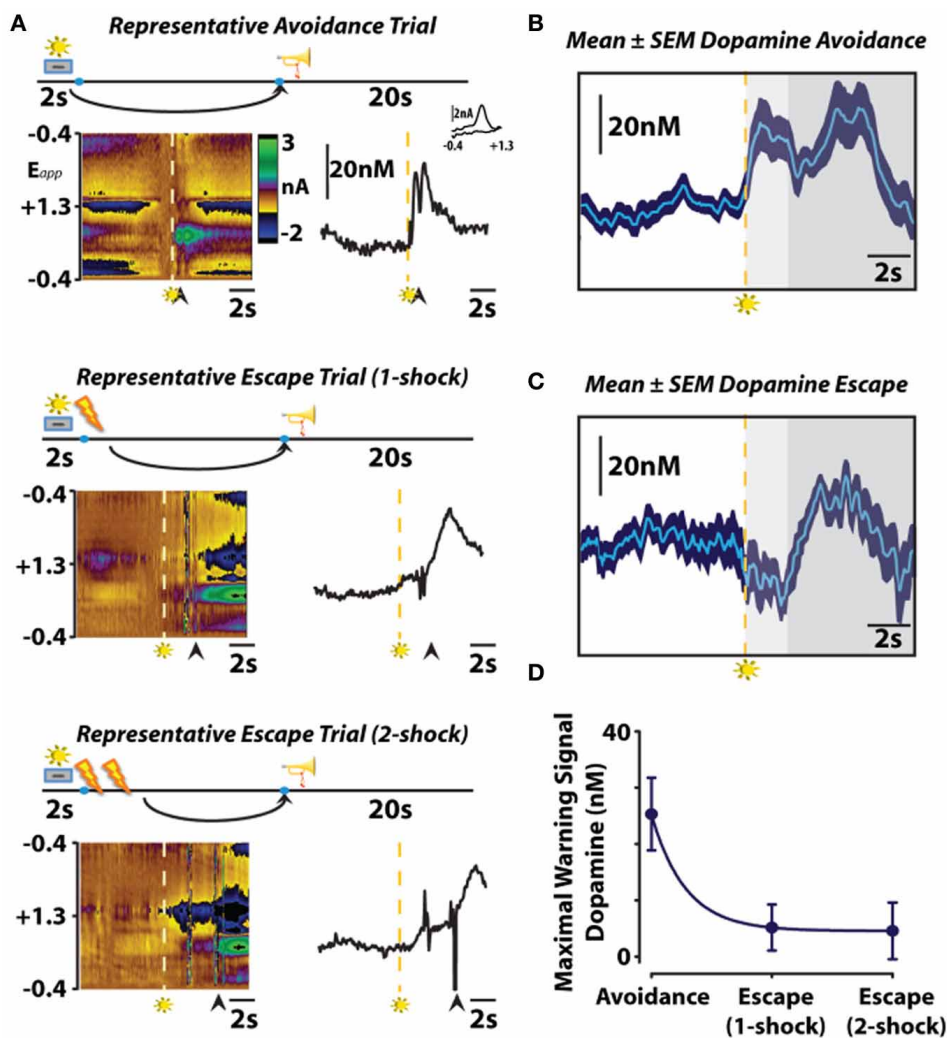 A
Representative Avoidance Trial
2s
20s
-0.4
Eapp
+1.3
-0.4
3
nA
-2
20nM
2nA
-0.4
+1.3
2s
2s
Representative Escape Trial (1-shock)
2s
20s
-0.4
+1.3
-0.4
2s
2s
Representative Escape Trial (2-shock)
2s
20s
-0.4
+1.3
-0.4
2s
2s
B
Mean ± SEM Dopamine Avoidance
20nM
2s
C
Mean ± SEM Dopamine Escape
20nM
2s
D
Maximal Warning Signal
Dopamine (nM)
40
0
Avoidance
Escape
(1-shock)
Escape
(2-shock)